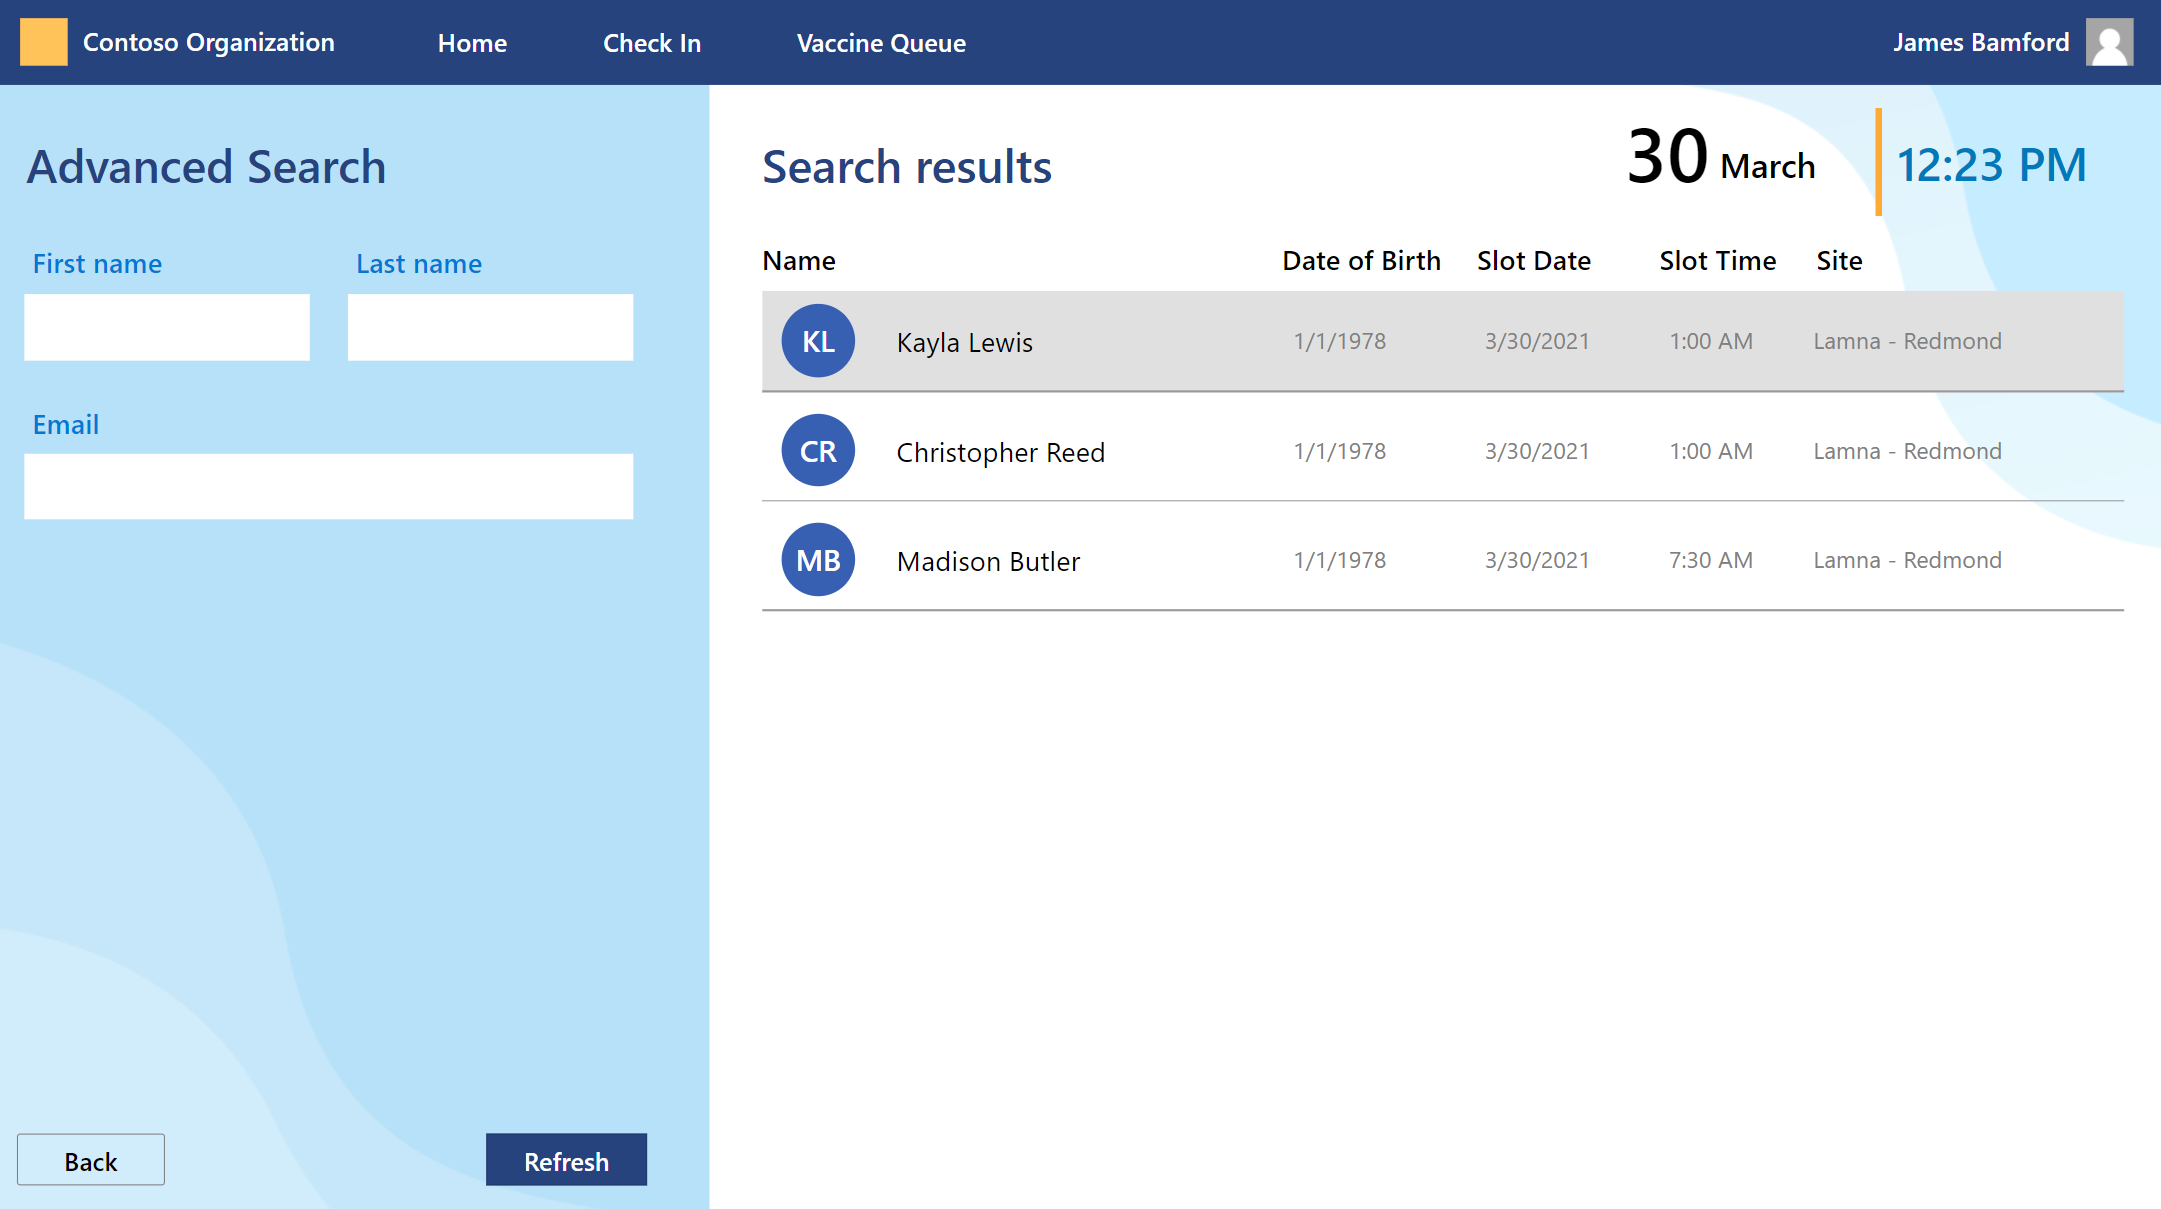 Contoso Organization Home Check In Vaccine Queue James Bamford
Advanced Search
First name Last name
Email
Back Refresh
Search results 30 March 12:23 PM
Name Date of Birth Slot Date Slot Time Site
KL Kayla Lewis 1/1/1978 3/30/2021 1:00 AM Lamna - Redmond
CR Christopher Reed 1/1/1978 3/30/2021 1:00 AM Lamna - Redmond
MB Madison Butler 1/1/1978 3/30/2021 7:30 AM Lamna - Redmond